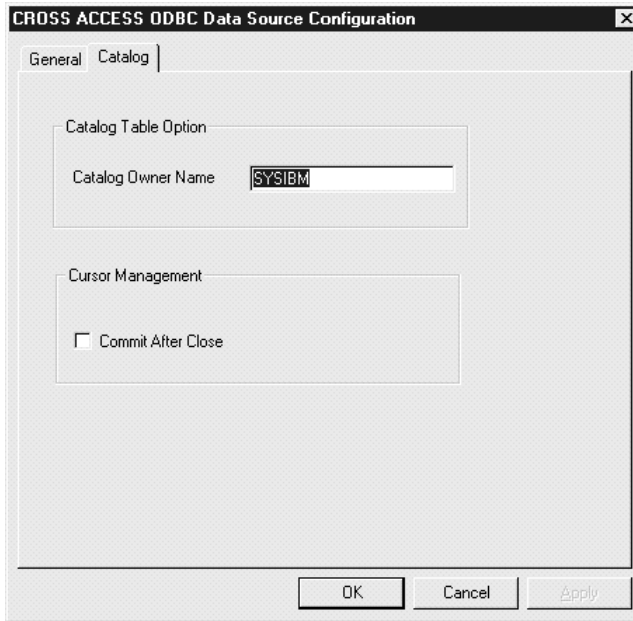 CROSS ACCESS ODBC Data Source Configuration
General Catalog
Catalog Table Option
Catalog Owner Name SYSIBM
Cursor Management
Commit After Close
OK Cancel Apply